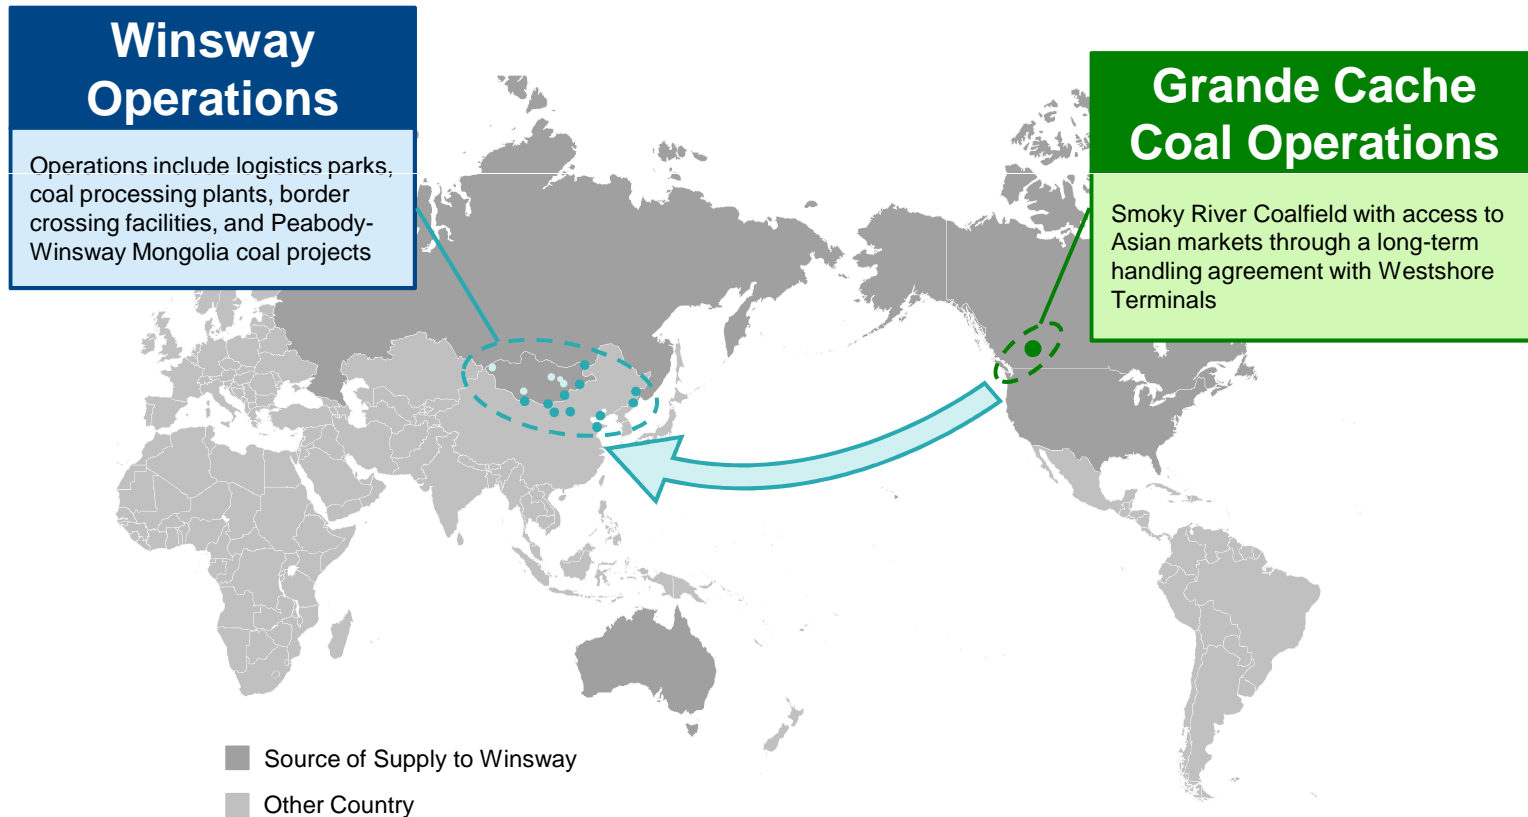 Winsway
Operations
Operations include logistics parks,
coal processing plants, border
crossing facilities, and Peabody-
Winsway Mongolia coal projects
Grande Cache
Coal Operations
Smoky River Coalfield with access to
Asian markets through a long-term
handling agreement with Westshore
Terminals
Source of Supply to Winsway
Other Country